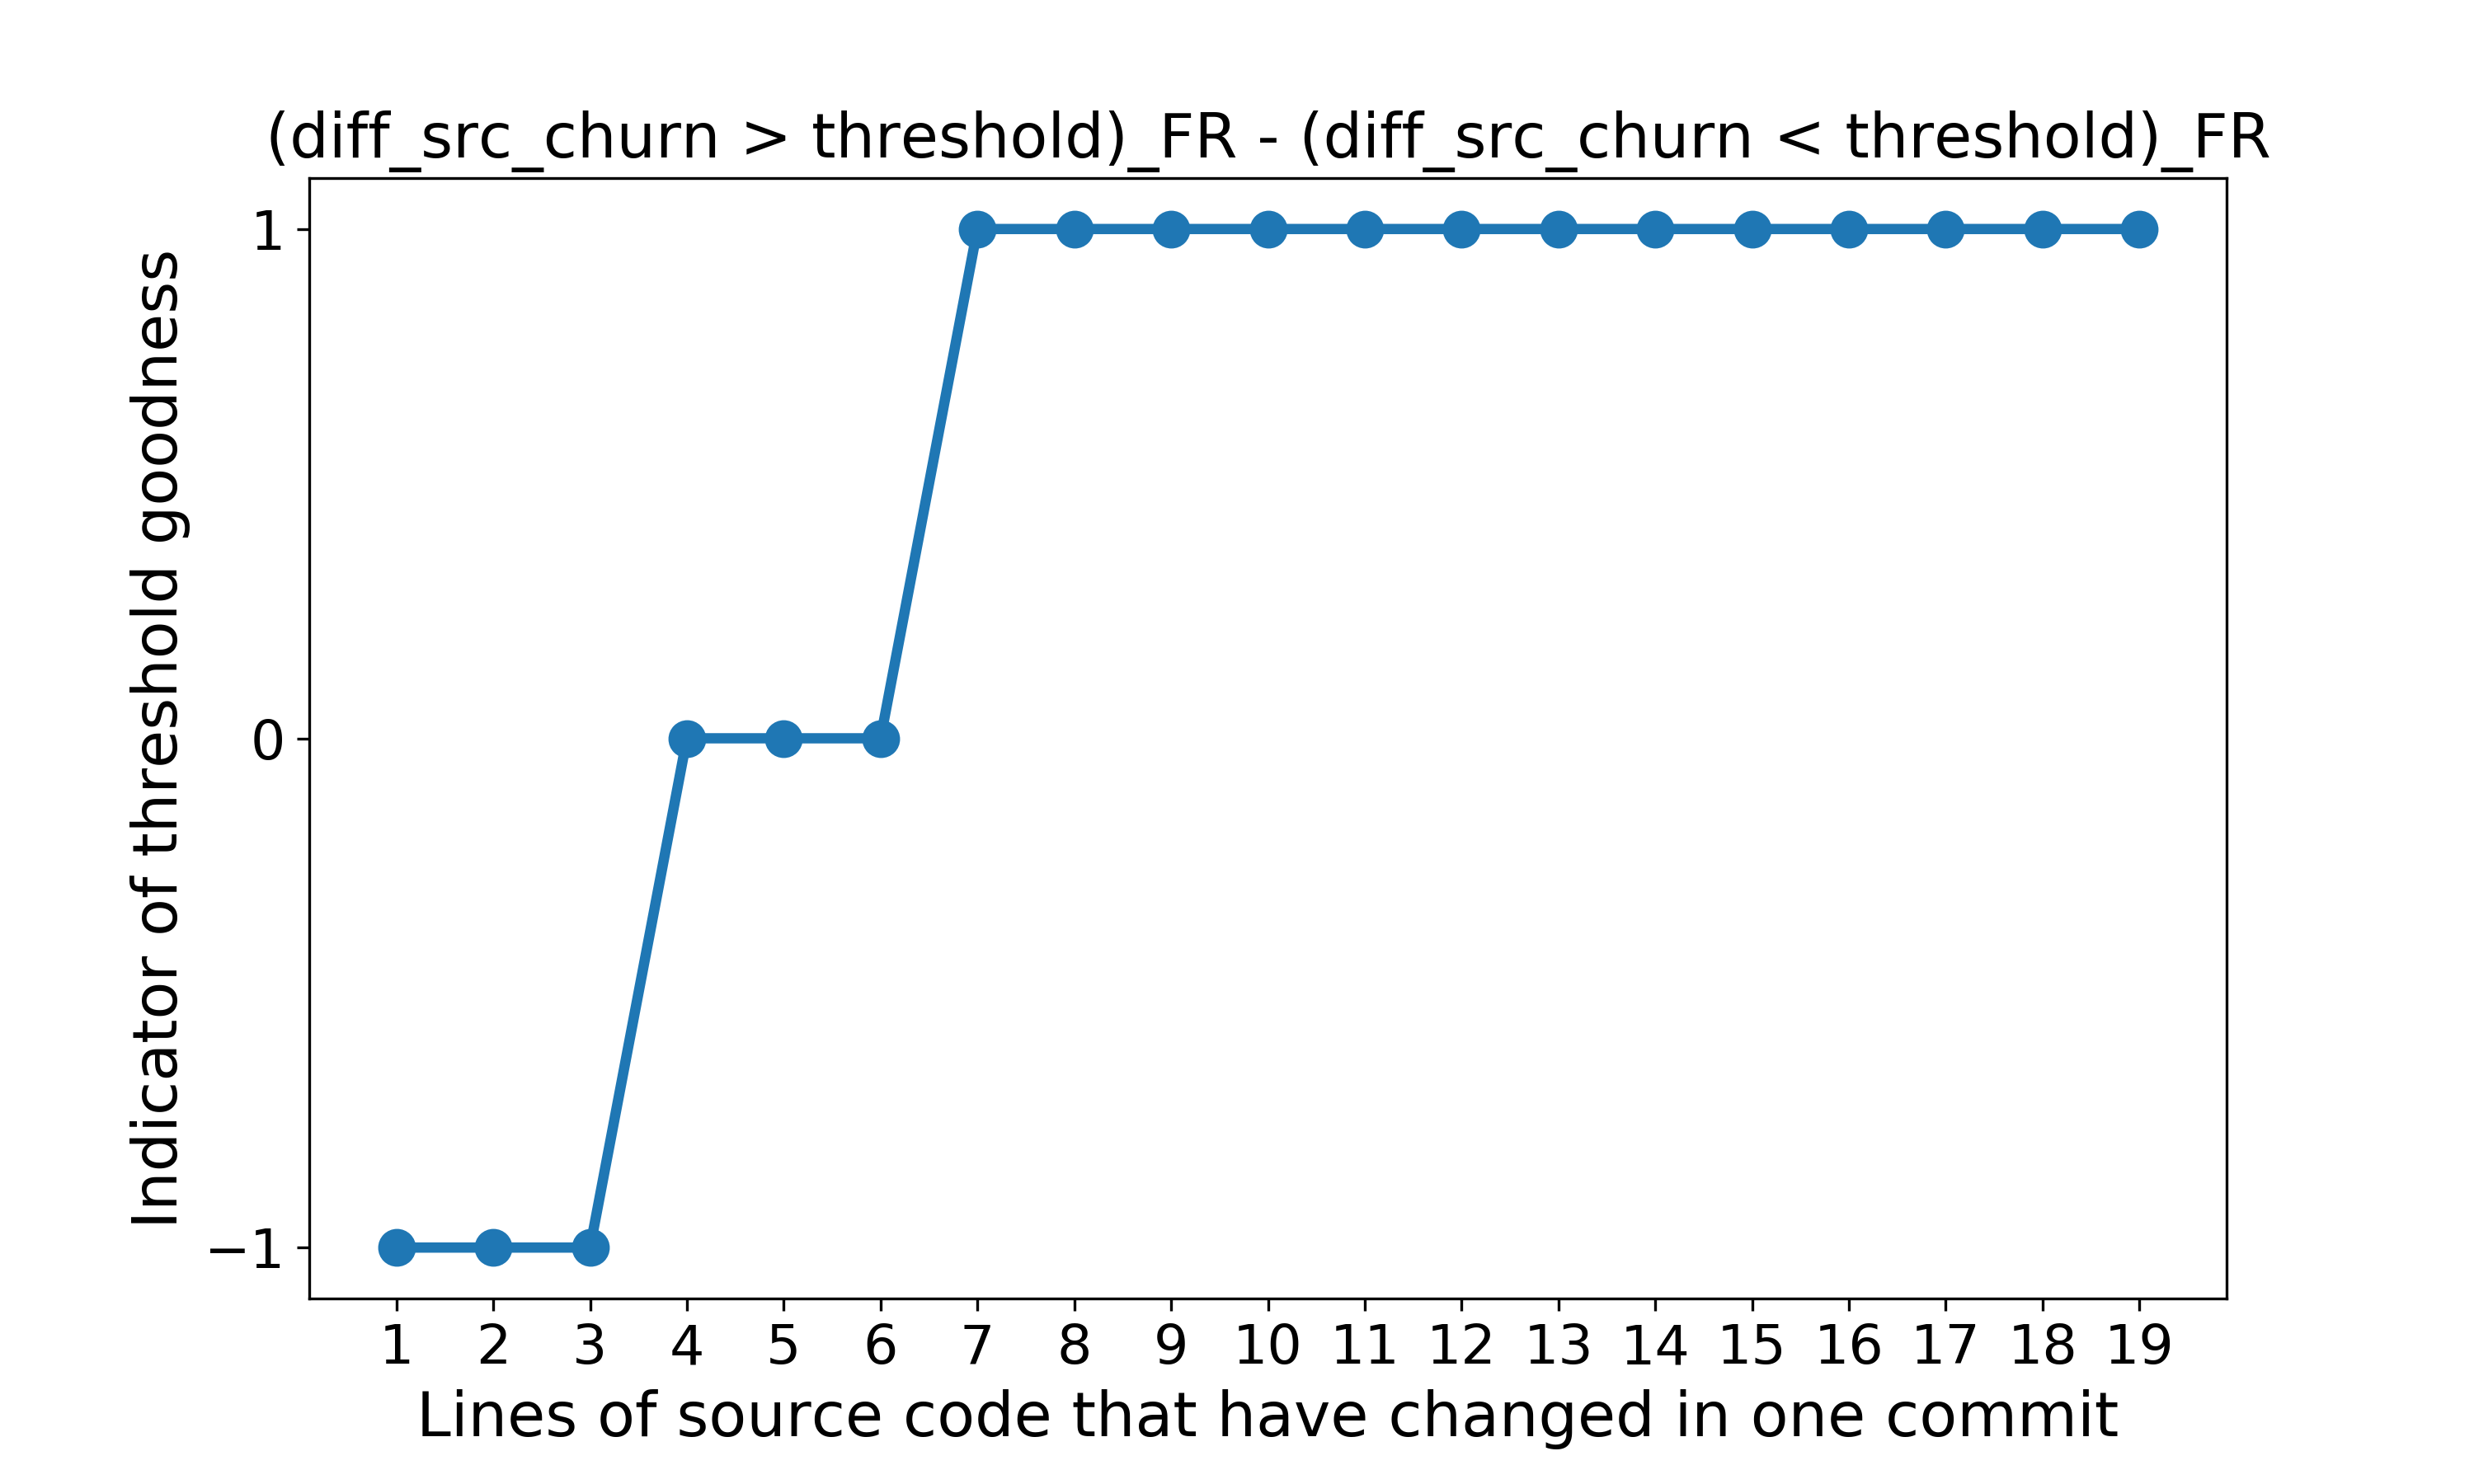 (diff_src_churn > threshold)_FR - (diff_src_churn < threshold)_FR
Indicator of threshold goodness
1
0
−1
1 2 3 4 5 6 7 8 9 10 11 12 13 14 15 16 17 18 19
Lines of source code that have changed in one commit